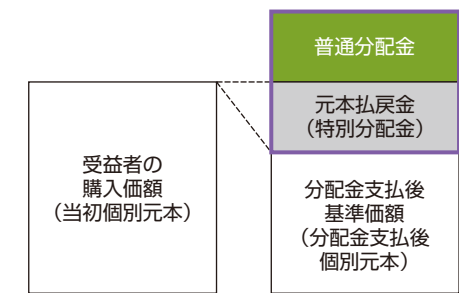 普通分配金
元本払戻金
（特別分配金）
受益者の
購入価額
（当初個別元本）
分配金支払後
基準価額
（分配金支払後
個別元本）